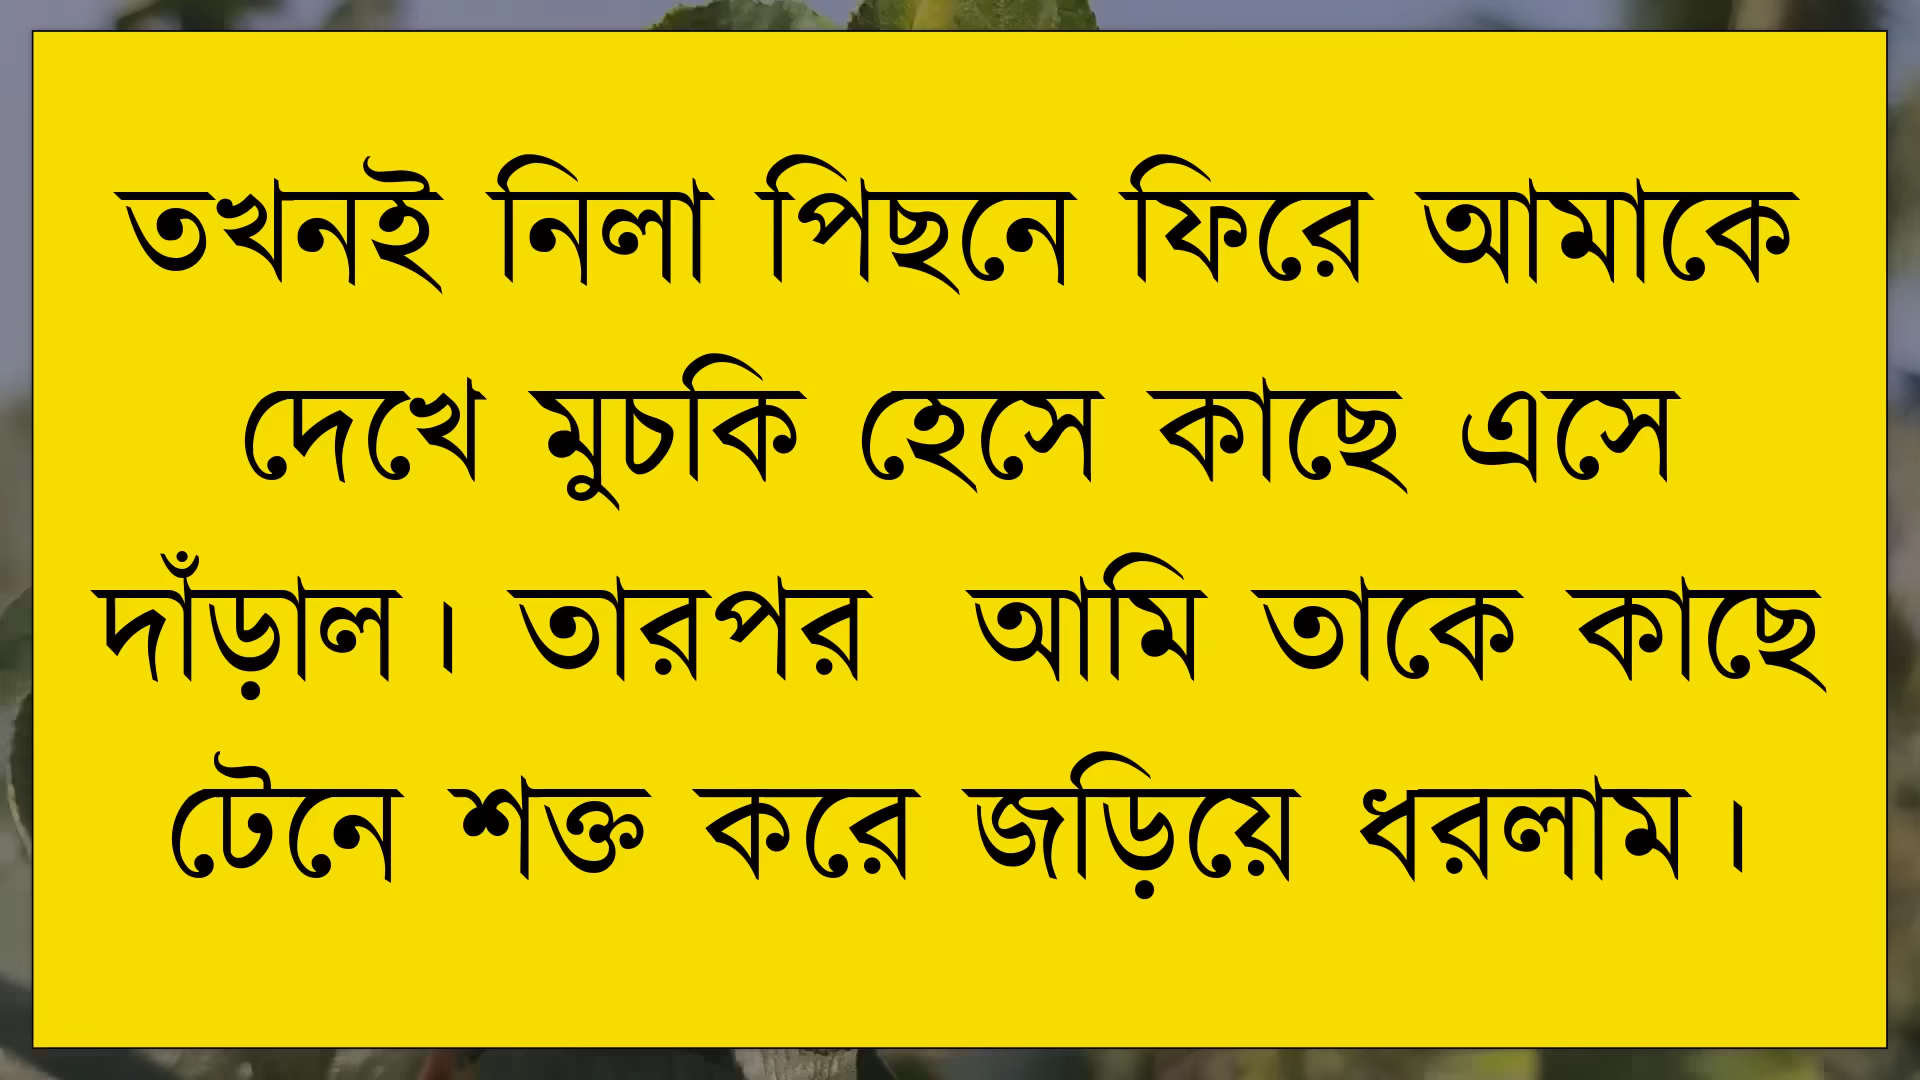 তখনই নিলা পিছনে ফিরে আমাকে
দেখে মুচকি হেসে কাছে এসে
দাঁড়াল। তারপর  আমি তাকে কাছে
টেনে শক্ত করে জড়িয়ে ধরলাম।